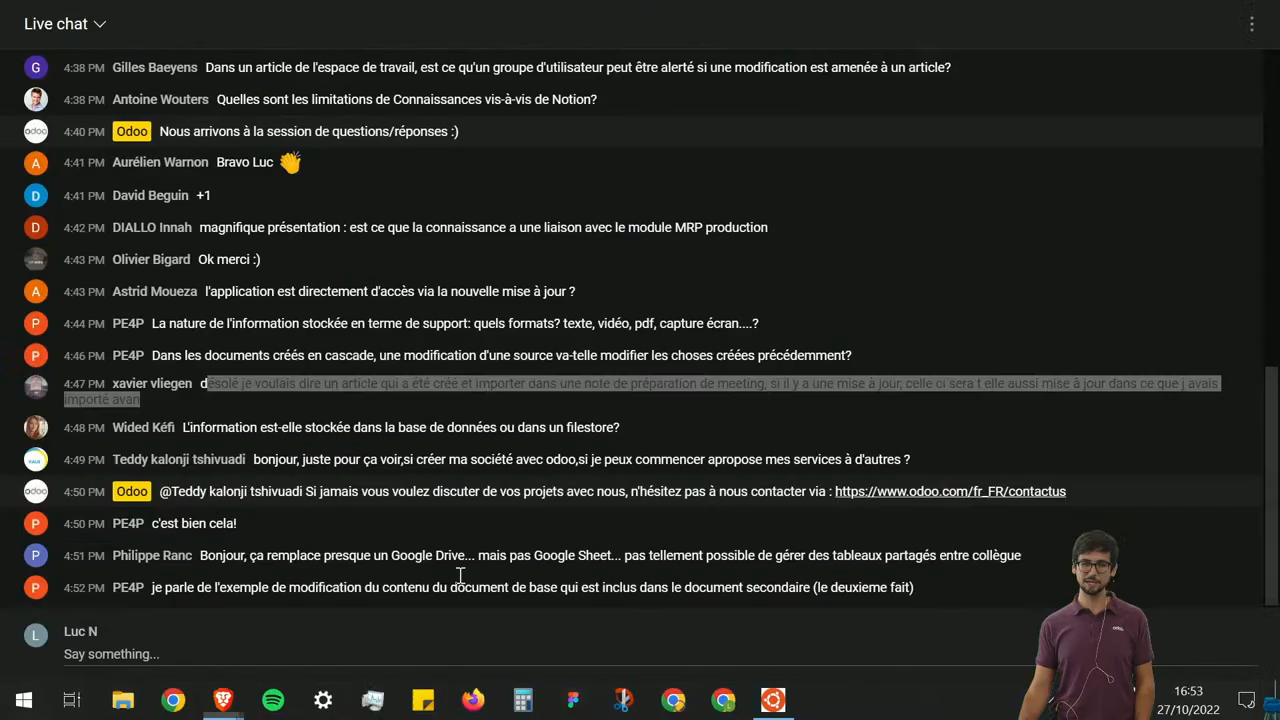 Live chat
G 4:38 PM Gilles Baeyens Dans un article de l'espace de travail, est ce qu'un groupe d'utilisateur peut être alerté si une modification est amenée à un article?
4:38 PM Antoine Wouters Quelles sont les limitations de Connaissances vis-à-vis de Notion?
odoo 4:40 PM Odoo Nous arrivons à la session de questions/réponses :)
A 4:41 PM Aurélien Warnon Bravo Luc 👏
D 4:41 PM David Beguin +1
D 4:42 PM DIALLO Innah magnifique présentation : est ce que la connaissance a une liaison avec le module MRP production
4:43 PM Olivier Bigard Ok merci :)
A 4:43 PM Astrid Moueza l'application est directement d'accès via la nouvelle mise à jour ?
P 4:44 PM PE4P La nature de l'information stockée en terme de support: quels formats? texte, vidéo, pdf, capture écran....?
P 4:46 PM PE4P Dans les documents créés en cascade, une modification d'une source va-telle modifier les choses créées précédemment?
4:47 PM xavier vliegen désolé je voulais dire un article qui a été crée et importer dans une note de préparation de meeting, si il y a une mise à jour, celle ci sera t elle aussi mise à jour dans ce que j avais
importé avan
4:48 PM Wided Kéfi L'information est-elle stockée dans la base de données ou dans un filestore?
4:49 PM Teddy kalonji tshivuadi bonjour, juste pour ça voir,si créer ma société avec odoo,si je peux commencer apropose mes services à d'autres ?
odoo 4:50 PM Odoo @Teddy kalonji tshivuadi Si jamais vous voulez discuter de vos projets avec nous, n'hésitez pas à nous contacter via : https://www.odoo.com/fr_FR/contactus
P 4:50 PM PE4P c'est bien cela!
P 4:51 PM Philippe Ranc Bonjour, ça remplace presque un Google Drive... mais pas Google Sheet... pas tellement possible de gérer des tableaux partagés entre collègue
P 4:52 PM PE4P je parle de l'exemple de modification du contenu du document de base qui est inclus dans le document secondaire (le deuxieme fait)
L Luc N
Say something...
odoo
16:53
27/10/2022